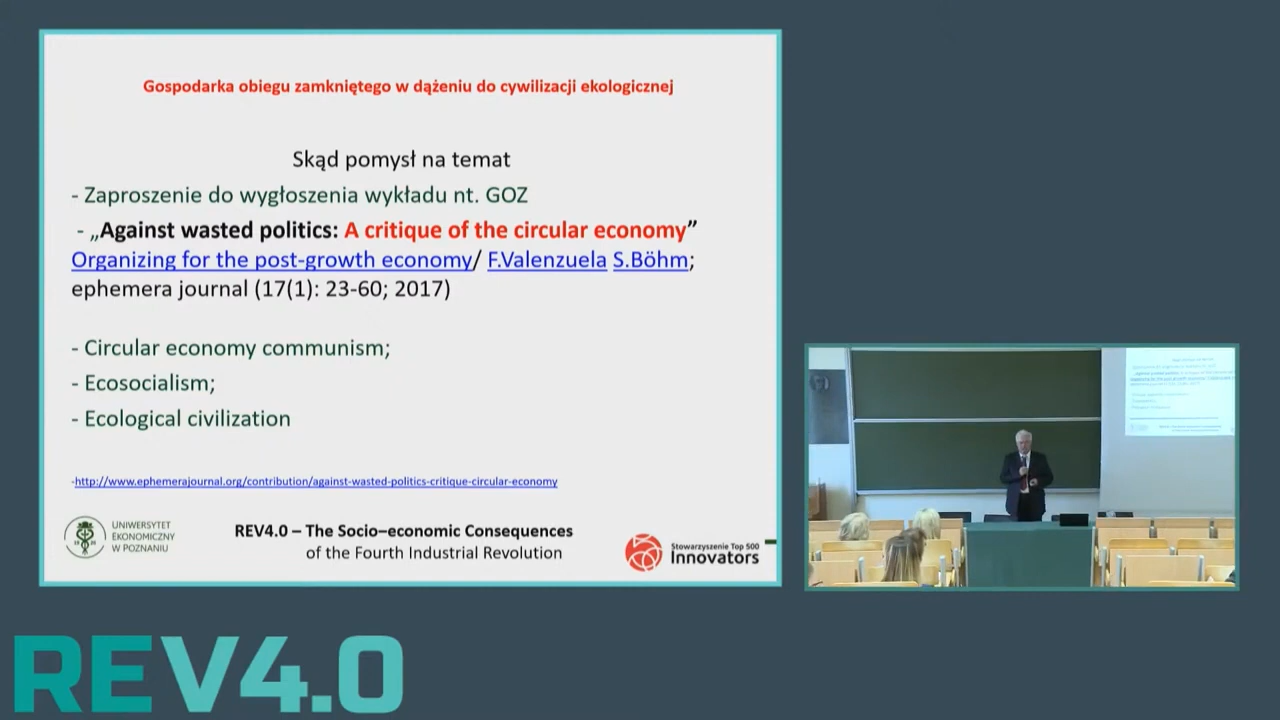 Gospodarka obiegu zamkniętego w dążeniu do cywilizacji ekologicznej
Skąd pomysł na temat
- Zaproszenie do wygłoszenia wykładu nt. GOZ
- „Against wasted politics: A critique of the circular economy”
Organizing for the post-growth economy/ F.Valenzuela S.Böhm;
ephemera journal (17(1): 23-60; 2017)
- Circular economy communism;
- Ecosocialism;
- Ecological civilization
-http://www.ephemerajournal.org/contribution/against-wasted-politics-critique-circular-economy
UNIWERSYTET
EKONOMICZNY
W POZNANIU
REV4.0 – The Socio–economic Consequences
of the Fourth Industrial Revolution
Stowarzyszenie Top 500
Innovators
REV4.0